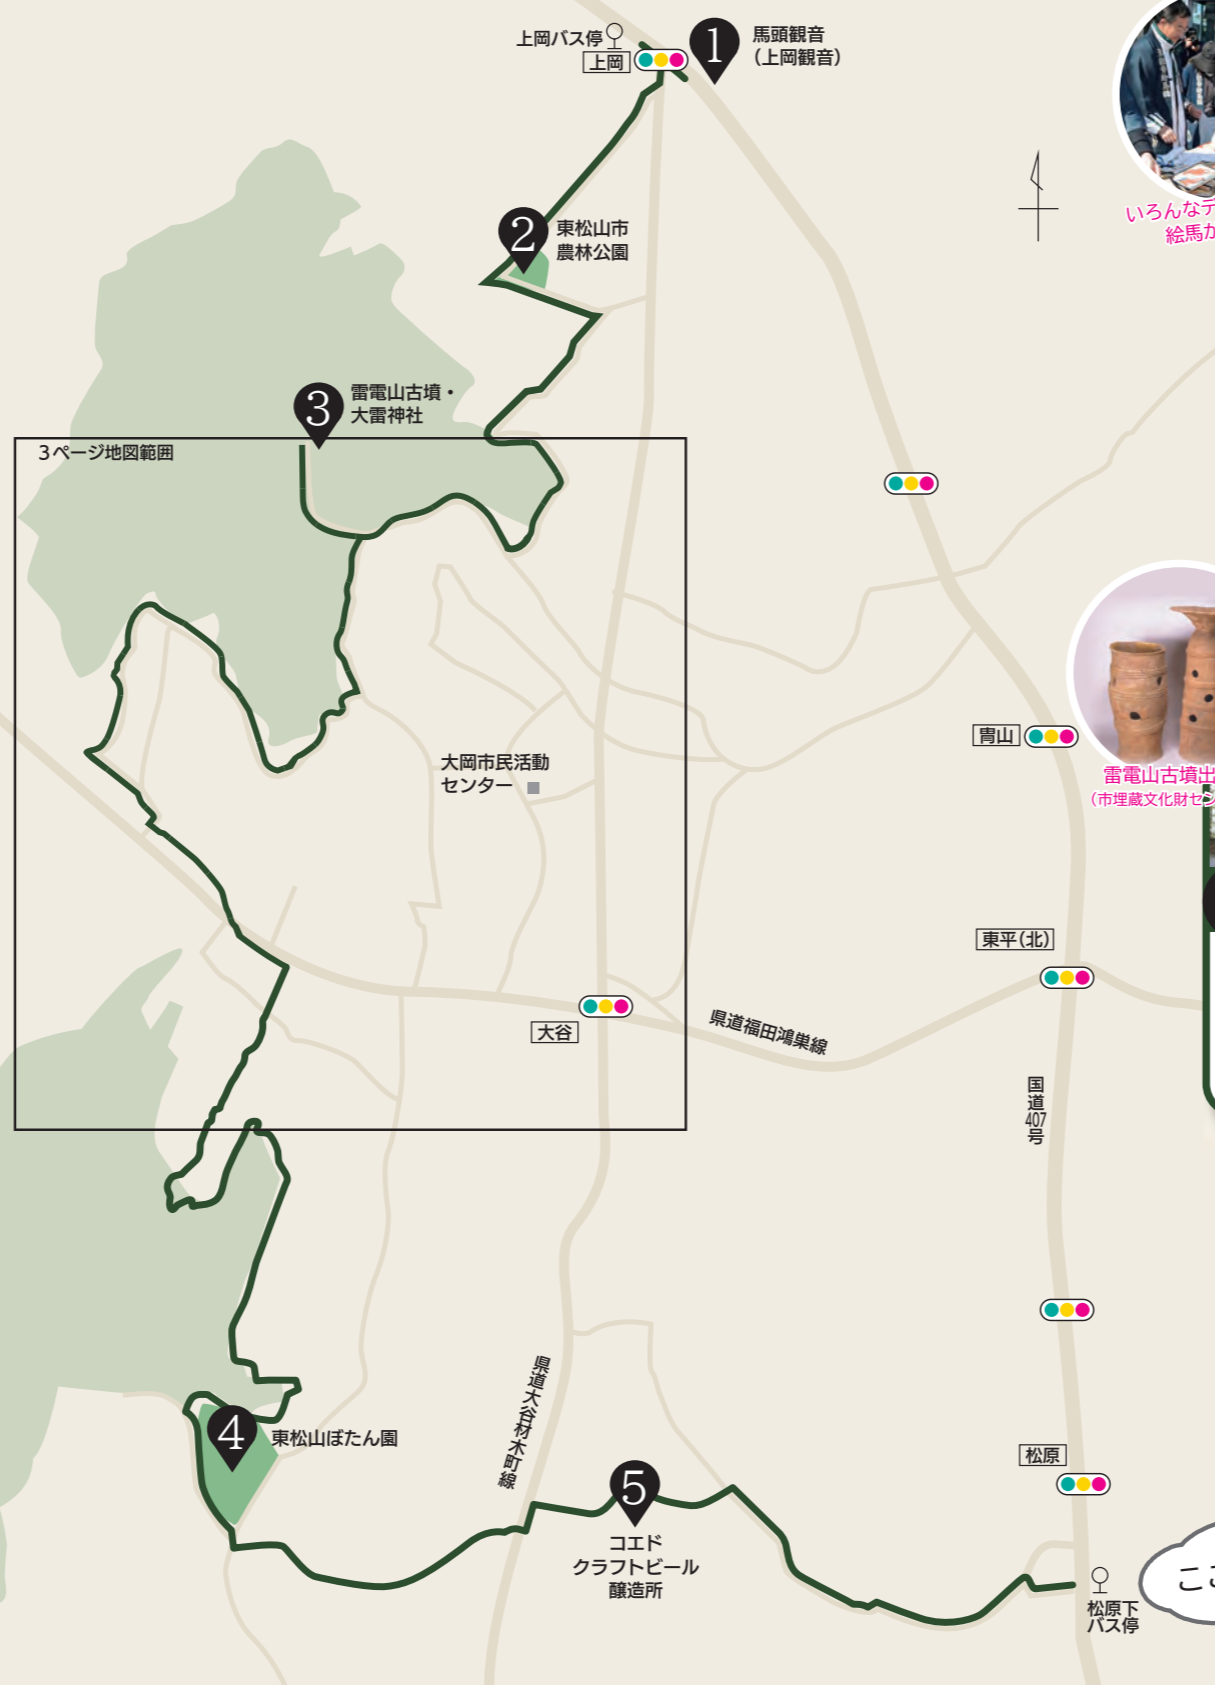 上岡バス停
上岡
1
馬頭観音
(上岡観音)
いろんなデ
絵馬が
2
東松山市
農林公園
3
雷電山古墳・
大雷神社
3ページ地図範囲
冑山
大岡市民活動
センター
雷電山古墳出
(市埋蔵文化財セン
東平(北)
大谷
県道福田鴻巣線
国道407号
県道大谷材木町線
4
東松山ぼたん園
松原
5
コエド
クラフトビール
醸造所
ここ
松原下
バス停